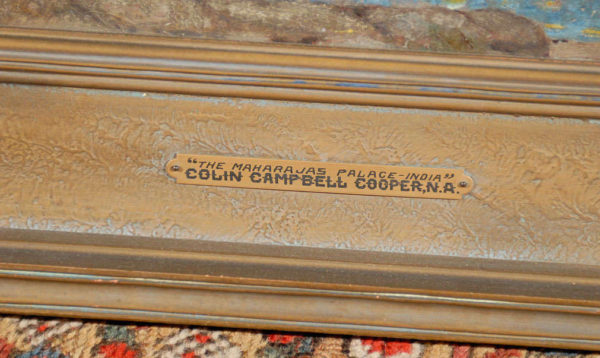 "THE MAHARAJAS PALACE-INDIA"
COLIN CAMPBELL COOPER, N.A.